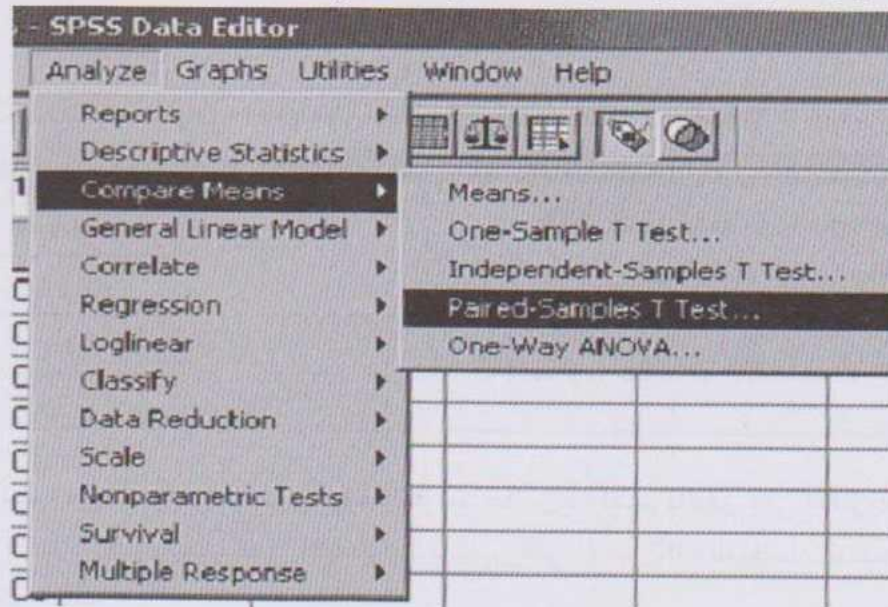 - SPSS Data Editor
Analyze Graphs Utilities Window Help
Reports
Descriptive Statistics
Compare Means
General Linear Model
Correlate
Regression
Loglinear
Classify
Data Reduction
Scale
Nonparametric Tests
Survival
Multiple Response
Means...
One-Sample T Test...
Independent-Samples T Test...
Paired-Samples T Test...
One-Way ANOVA...
1